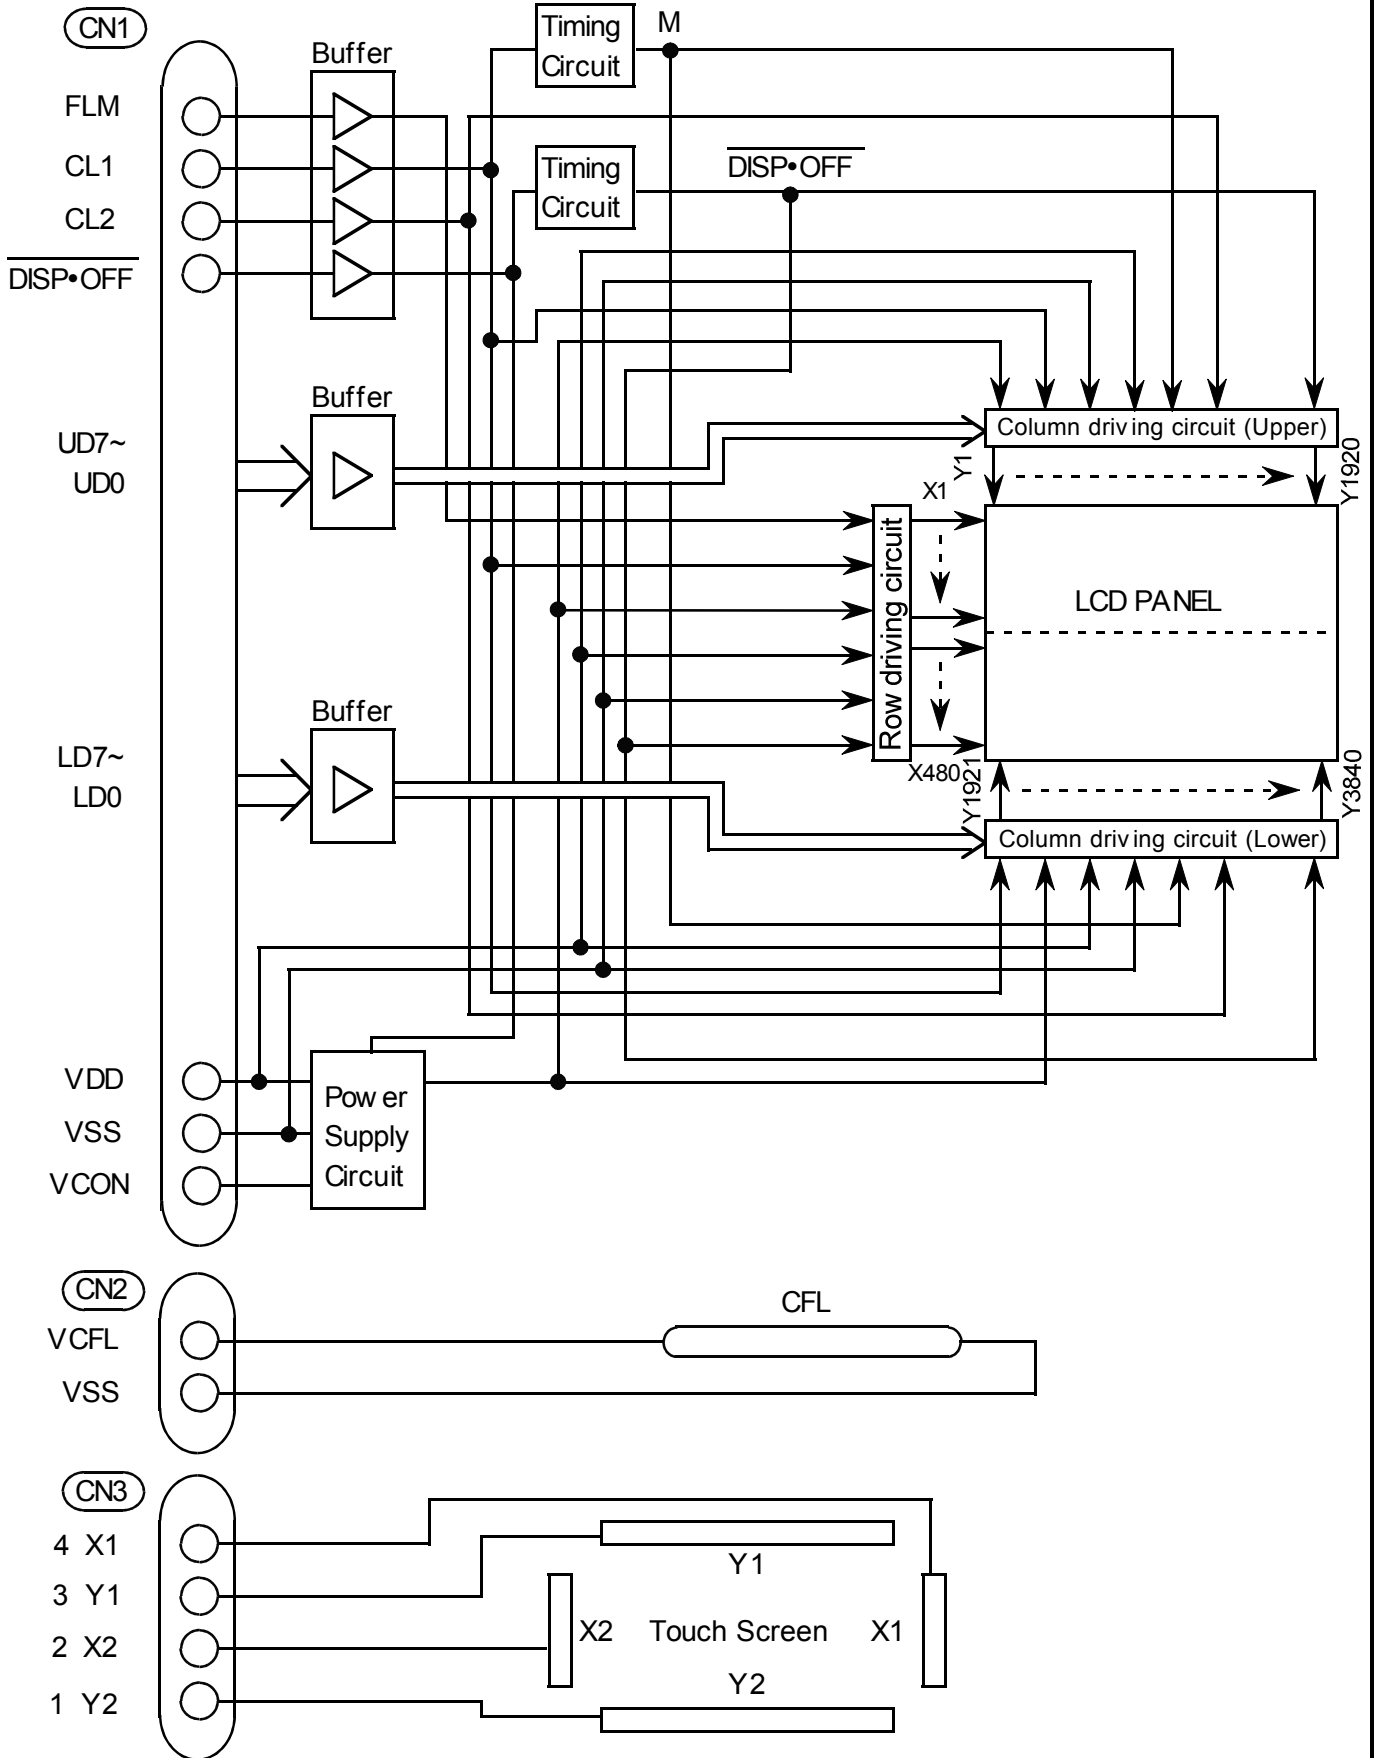 CN1
FLM
CL1
CL2
DISP•OFF
UD7~
UD0
LD7~
LD0
VDD
VSS
VCON
Buffer
Buffer
Buffer
Timing
Circuit
M
Timing
Circuit
DISP•OFF
Column driving circuit (Upper)
Y1
Y1920
X1
Row driving circuit
LCD PANEL
X480
Y1921
Y3840
Column driving circuit (Lower)
Power
Supply
Circuit
CN2
VCFL
VSS
CFL
CN3
4 X1
3 Y1
2 X2
1 Y2
Y1
X2 Touch Screen X1
Y2